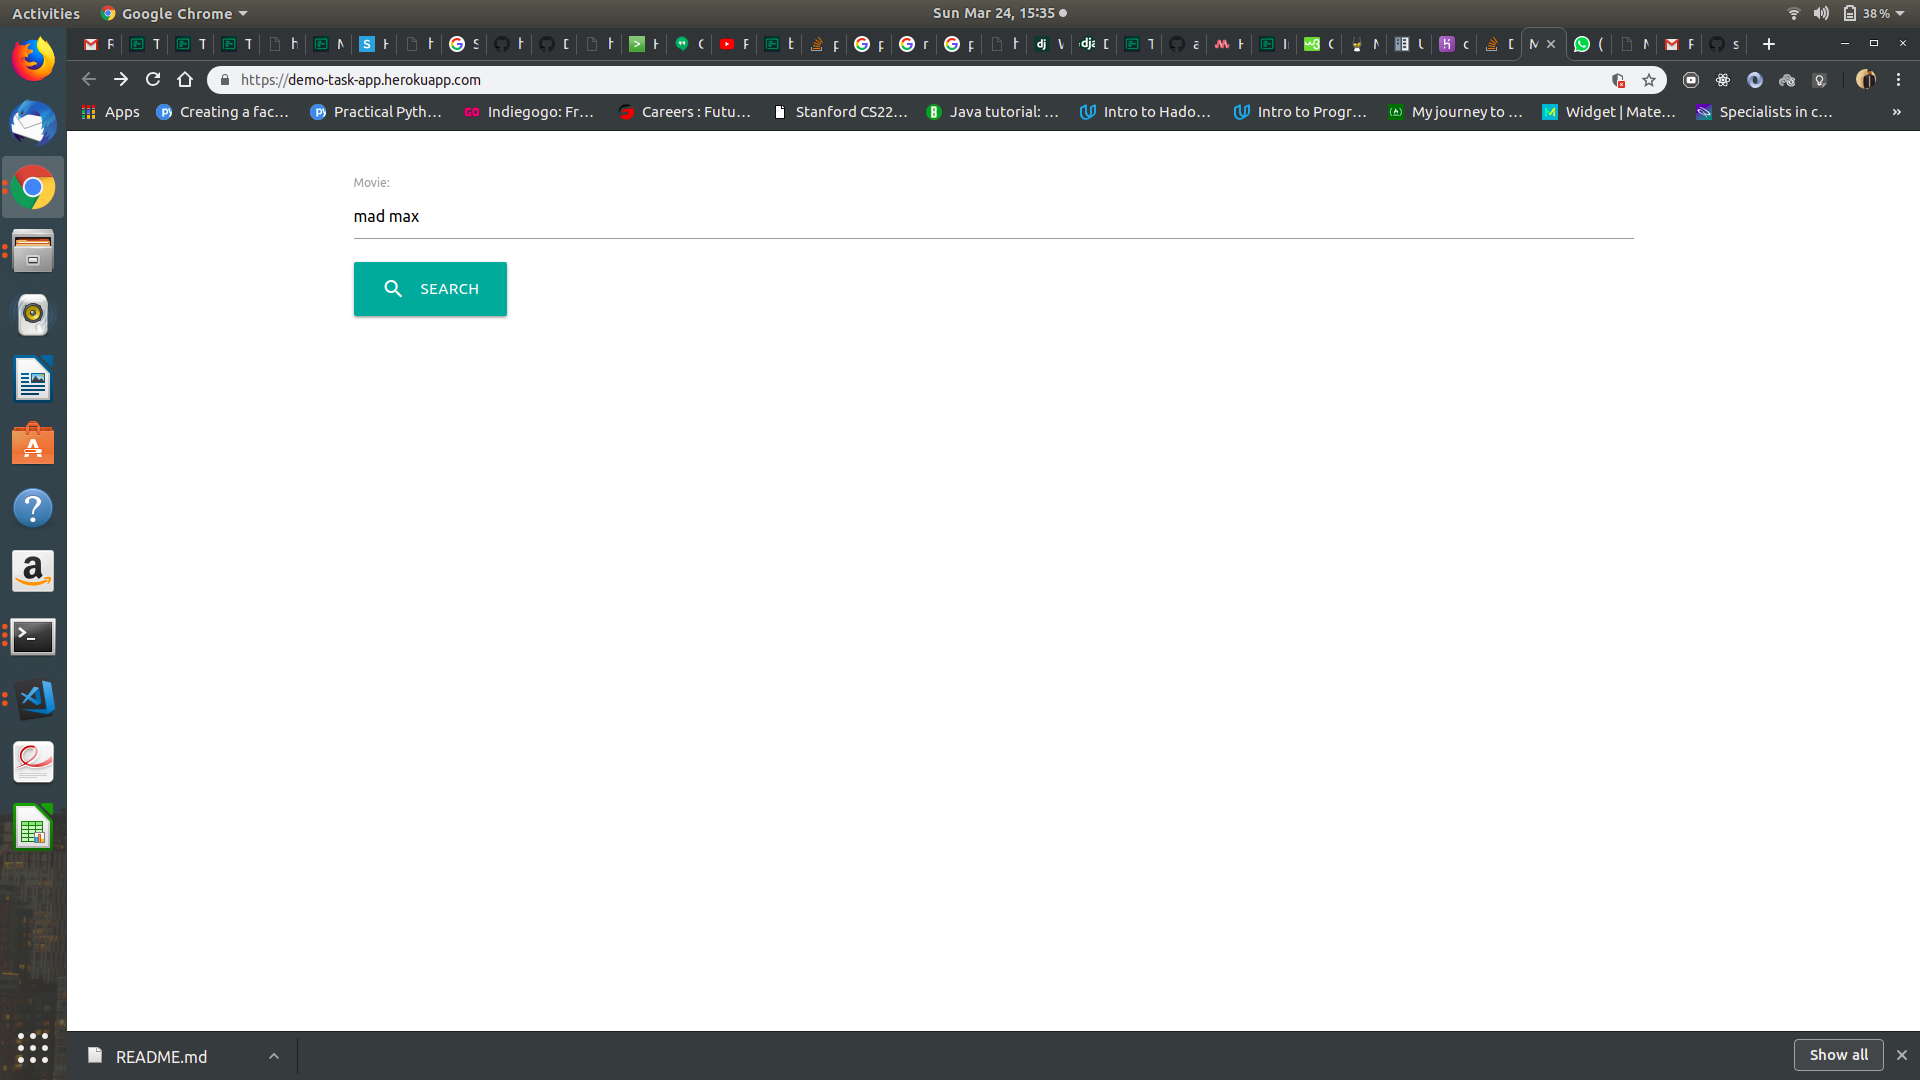 Activities Google Chrome Sun Mar 24, 15:35 38 %
https://demo-task-app.herokuapp.com
Apps Creating a fac... Practical Pyth... Indiegogo: Fr... Careers : Futu... Stanford CS22... Java tutorial: ... Intro to Hado... Intro to Progr... My journey to ... Widget | Mate... Specialists in c... »
Movie:
mad max
SEARCH
README.md Show all